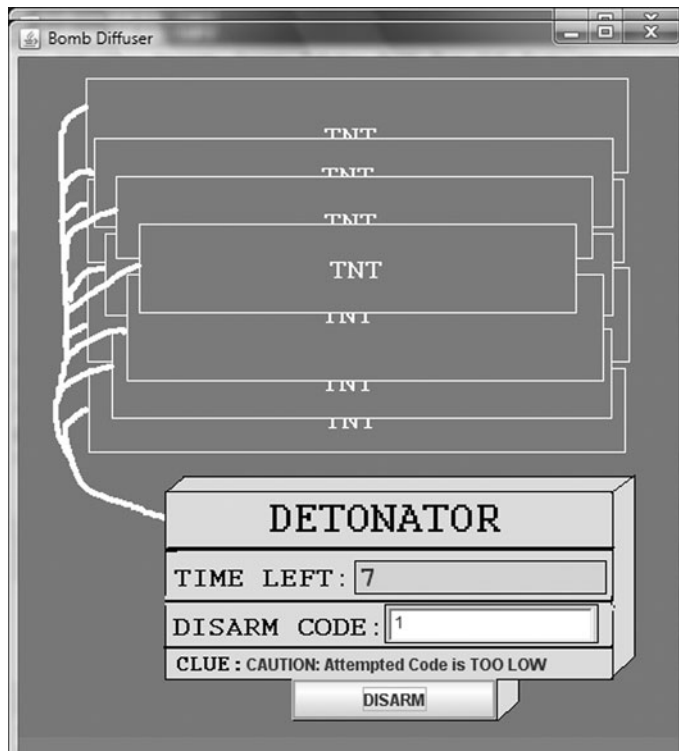 Bomb Diffuser
TNT
TNT
TNT
TNT
TNT
TNT
TNT
DETONATOR
TIME LEFT: 7
DISARM CODE: 1
CLUE: CAUTION: Attempted Code is TOO LOW
DISARM